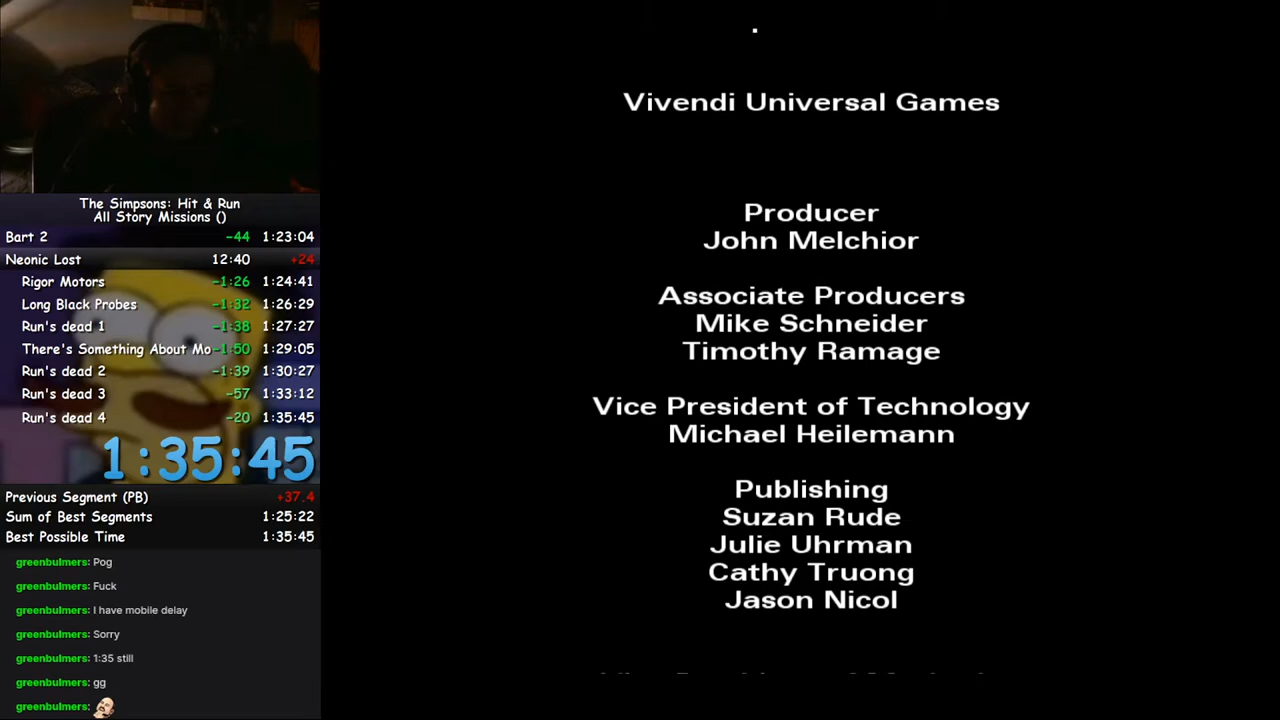 The Simpsons: Hit & Run
All Story Missions ()
Bart 2 -44 1:23:04
Neonic Lost 12:40 +24
Rigor Motors -1:26 1:24:41
Long Black Probes -1:32 1:26:29
Run's dead 1 -1:38 1:27:27
There's Something About Mo -1:50 1:29:05
Run's dead 2 -1:39 1:30:27
Run's dead 3 -57 1:33:12
Run's dead 4 -20 1:35:45
1:35:45
Previous Segment (PB) +37.4
Sum of Best Segments 1:25:22
Best Possible Time 1:35:45
greenbulmers: Pog
greenbulmers: Fuck
greenbulmers: I have mobile delay
greenbulmers: Sorry
greenbulmers: 1:35 still
greenbulmers: gg
greenbulmers:
Vivendi Universal Games
Producer
John Melchior
Associate Producers
Mike Schneider
Timothy Ramage
Vice President of Technology
Michael Heilemann
Publishing
Suzan Rude
Julie Uhrman
Cathy Truong
Jason Nicol